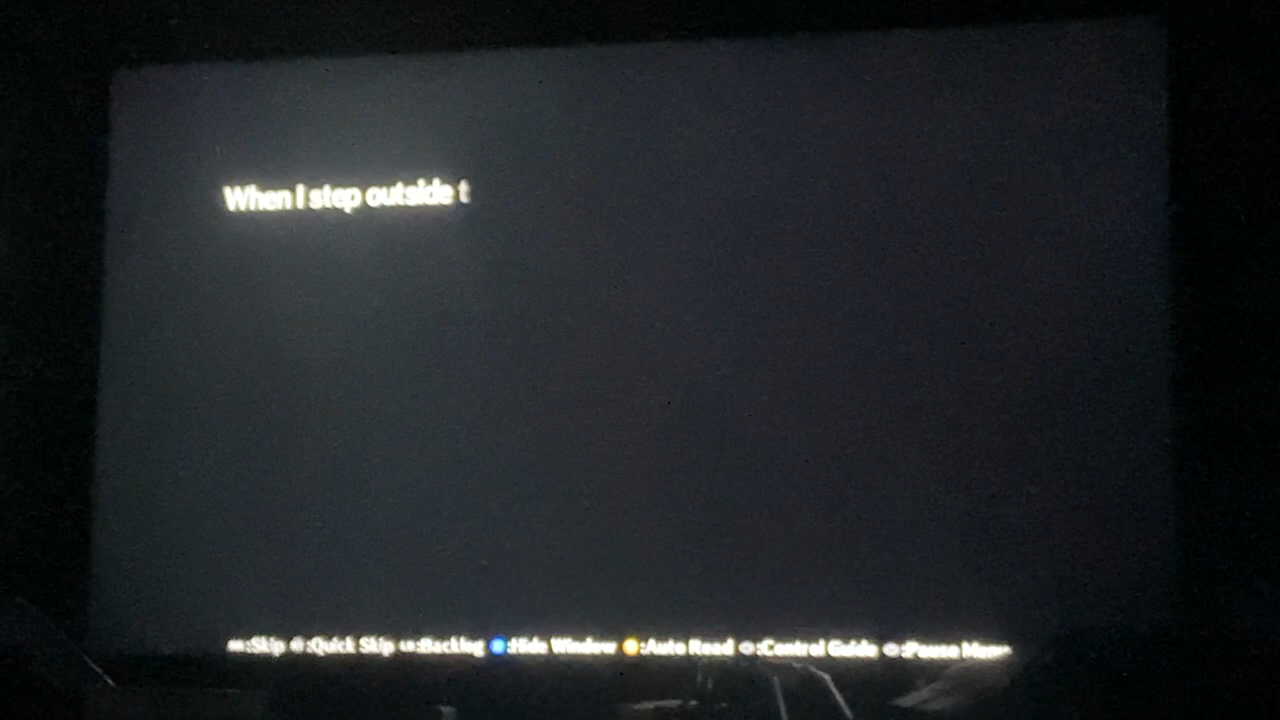 When I step outside t
:Skip :Quick Skip :Backlog :Hide Window :Auto Read :Control Guide :Pause Menu